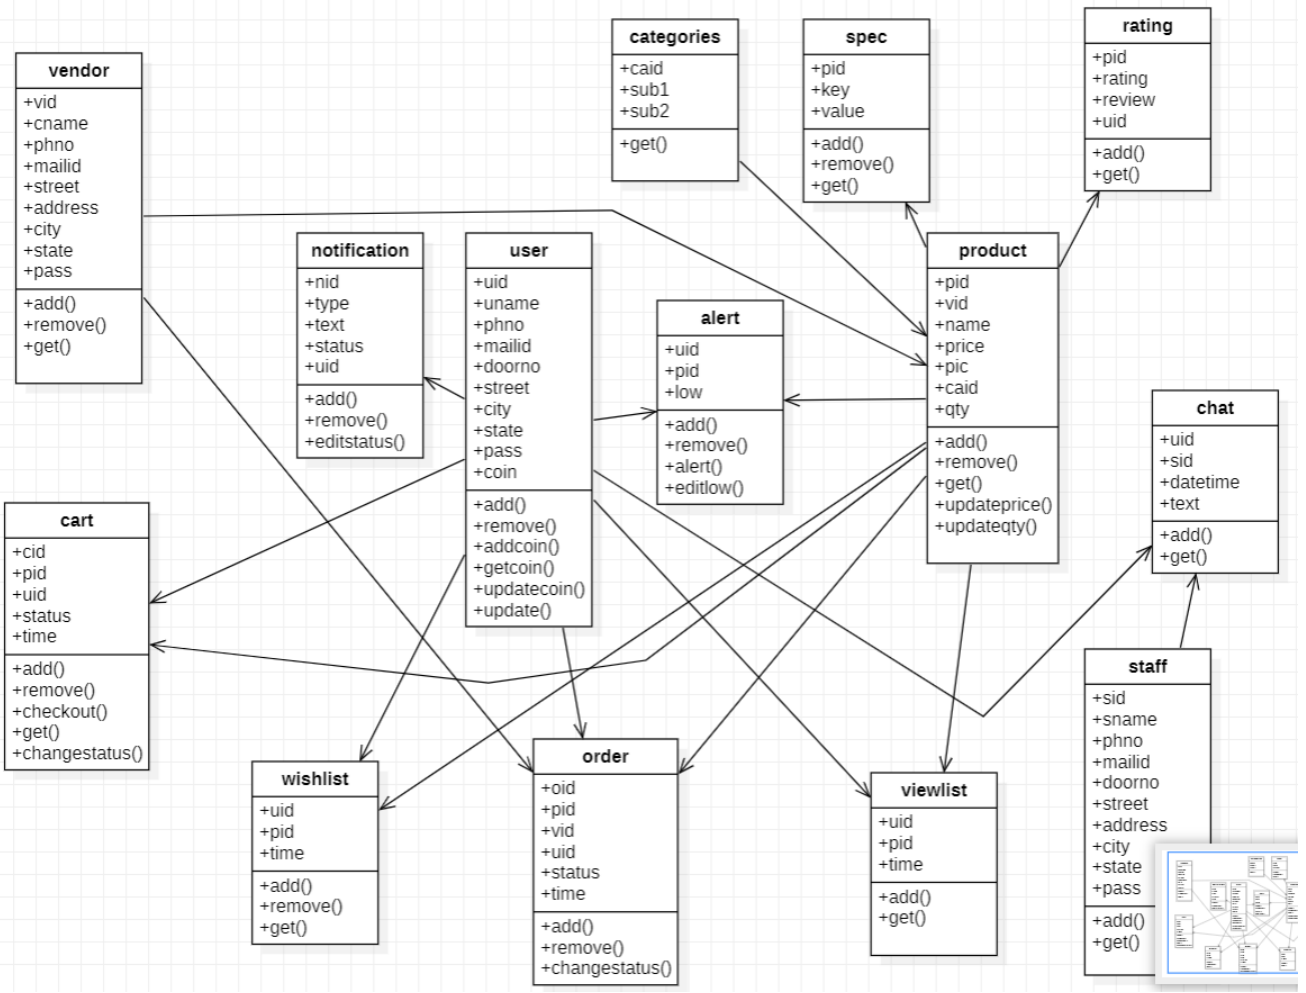 vendor
+vid
+cname
+phno
+mailid
+street
+address
+city
+state
+pass
+add()
+remove()
+get()
categories
+caid
+sub1
+sub2
+get()
spec
+pid
+key
+value
+add()
+remove()
+get()
rating
+pid
+rating
+review
+uid
+add()
+get()
notification
+nid
+type
+text
+status
+uid
+add()
+remove()
+editstatus()
user
+uid
+uname
+phno
+mailid
+doorno
+street
+city
+state
+pass
+coin
+add()
+remove()
+addcoin()
+getcoin()
+updatecoin()
+update()
alert
+uid
+pid
+low
+add()
+remove()
+alert()
+editlow()
product
+pid
+vid
+name
+price
+pic
+caid
+qty
+add()
+remove()
+get()
+updateprice()
+updateqty()
chat
+uid
+sid
+datetime
+text
+add()
+get()
cart
+cid
+pid
+uid
+status
+time
+add()
+remove()
+checkout()
+get()
+changestatus()
wishlist
+uid
+pid
+time
+add()
+remove()
+get()
order
+oid
+pid
+vid
+uid
+status
+time
+add()
+remove()
+changestatus()
viewlist
+uid
+pid
+time
+add()
+get()
staff
+sid
+sname
+phno
+mailid
+doorno
+street
+address
+city
+state
+pass
+add()
+get()